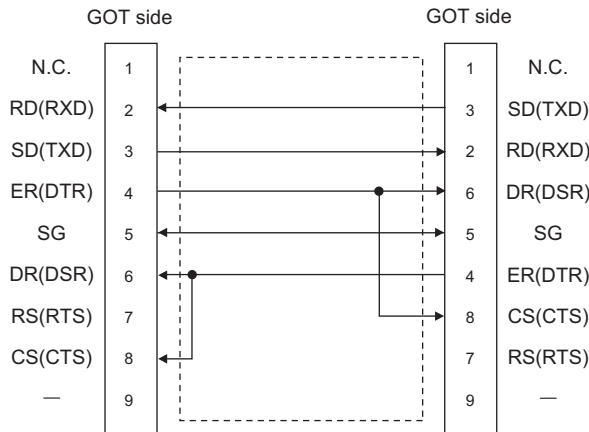 GOT side GOT side
N.C. 1 1 N.C.
RD(RXD) 2 3 SD(TXD)
SD(TXD) 3 2 RD(RXD)
ER(DTR) 4 6 DR(DSR)
SG 5 5 SG
DR(DSR) 6 4 ER(DTR)
RS(RTS) 7 8 CS(CTS)
CS(CTS) 8 7 RS(RTS)
— 9 9 —